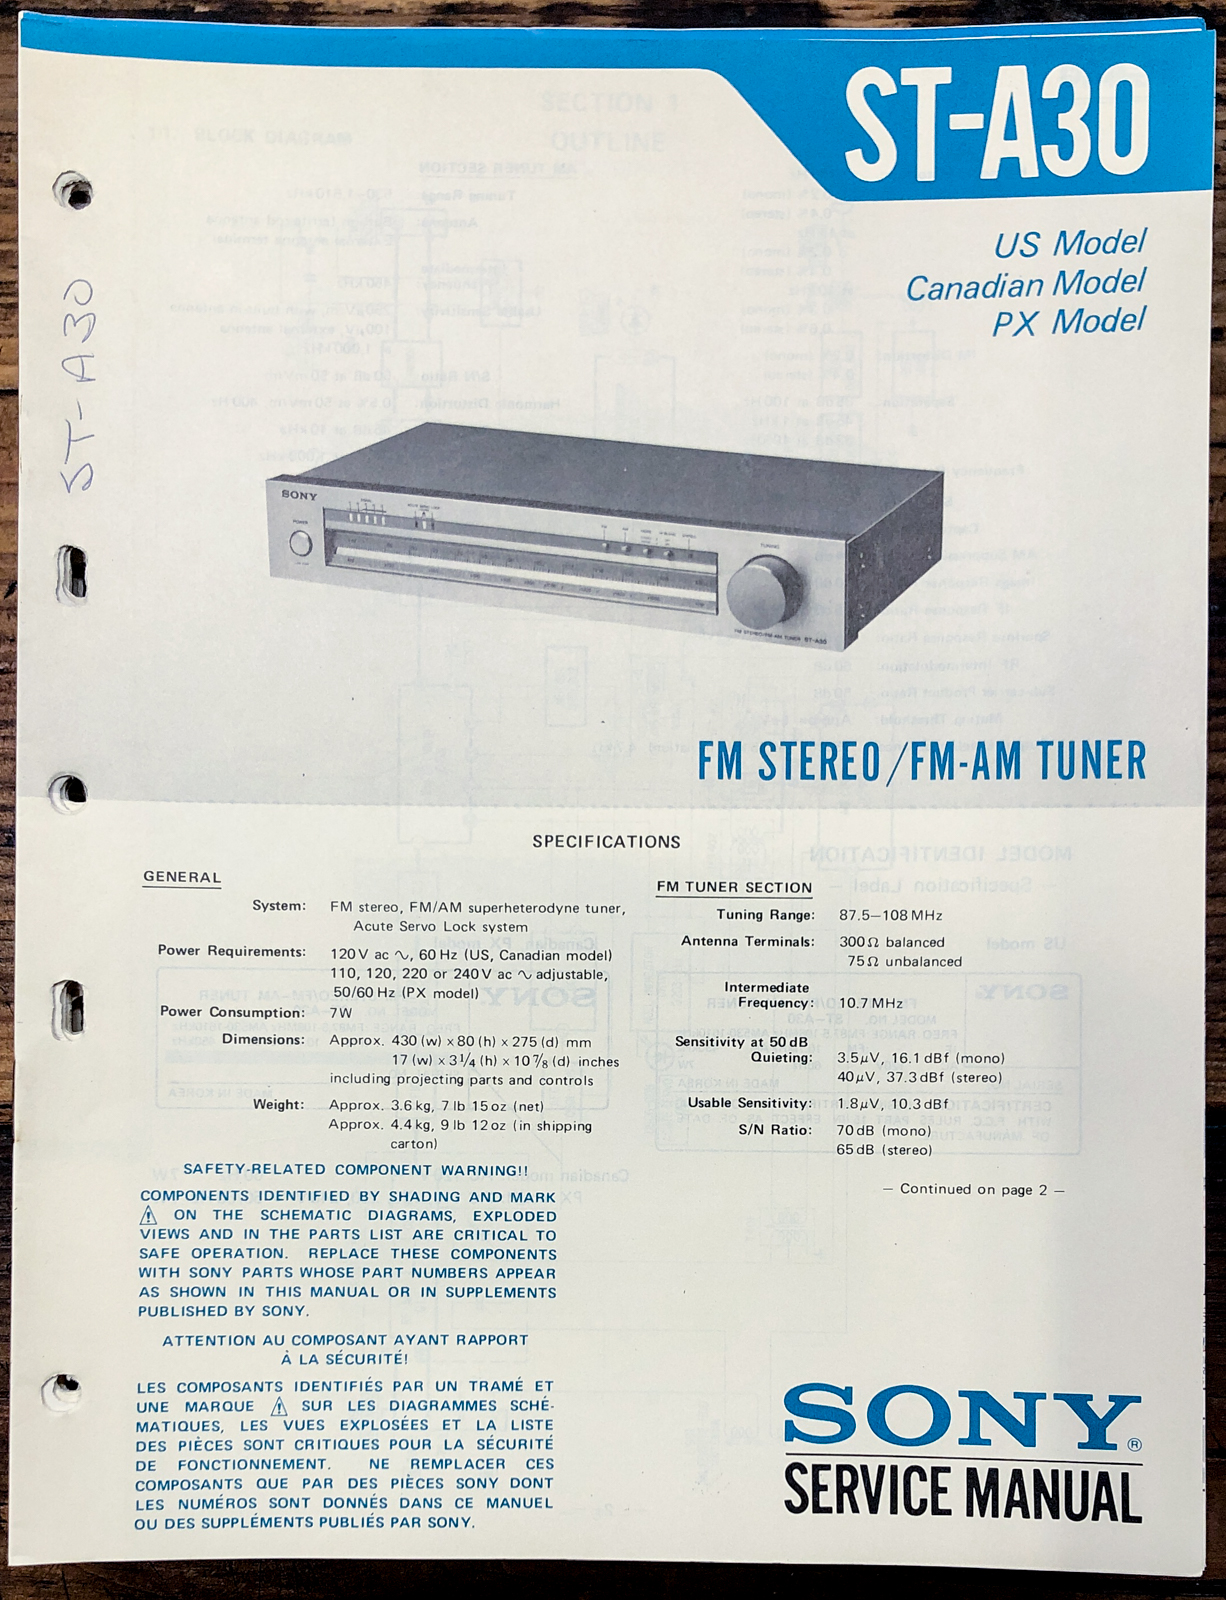 ST-A30
US Model
Canadian Model
PX Model
ST-A30
SONY
POWER
TUNING
FM STEREO/FM-AM TUNER ST-A30
FM STEREO/FM-AM TUNER
SPECIFICATIONS
GENERAL
System: FM stereo, FM/AM superheterodyne tuner,
Acute Servo Lock system
Power Requirements: 120 V ac ∿, 60 Hz (US, Canadian model)
110, 120, 220 or 240 V ac ∿ adjustable,
50/60 Hz (PX model)
Power Consumption: 7 W
Dimensions: Approx. 430 (w) x 80 (h) x 275 (d) mm
17 (w) x 3 1/4 (h) x 10 7/8 (d) inches
including projecting parts and controls
Weight: Approx. 3.6 kg, 7 lb 15 oz (net)
Approx. 4.4 kg, 9 lb 12 oz (in shipping
carton)
SAFETY-RELATED COMPONENT WARNING!!
COMPONENTS IDENTIFIED BY SHADING AND MARK
⚠ ON THE SCHEMATIC DIAGRAMS, EXPLODED
VIEWS AND IN THE PARTS LIST ARE CRITICAL TO
SAFE OPERATION. REPLACE THESE COMPONENTS
WITH SONY PARTS WHOSE PART NUMBERS APPEAR
AS SHOWN IN THIS MANUAL OR IN SUPPLEMENTS
PUBLISHED BY SONY.
ATTENTION AU COMPOSANT AYANT RAPPORT
À LA SÉCURITÉ!
LES COMPOSANTS IDENTIFIÉS PAR UN TRAMÉ ET
UNE MARQUE ⚠ SUR LES DIAGRAMMES SCHÉ-
MATIQUES, LES VUES EXPLOSÉES ET LA LISTE
DES PIÈCES SONT CRITIQUES POUR LA SÉCURITÉ
DE FONCTIONNEMENT. NE REMPLACER CES
COMPOSANTS QUE PAR DES PIÈCES SONY DONT
LES NUMÉROS SONT DONNÉS DANS CE MANUEL
OU DES SUPPLÉMENTS PUBLIÉS PAR SONY.
FM TUNER SECTION
Tuning Range: 87.5–108 MHz
Antenna Terminals: 300 Ω balanced
75 Ω unbalanced
Intermediate
Frequency: 10.7 MHz
Sensitivity at 50 dB
Quieting: 3.5 μV, 16.1 dBf (mono)
40 μV, 37.3 dBf (stereo)
Usable Sensitivity: 1.8 μV, 10.3 dBf
S/N Ratio: 70 dB (mono)
65 dB (stereo)
— Continued on page 2 —
SONY®
SERVICE MANUAL